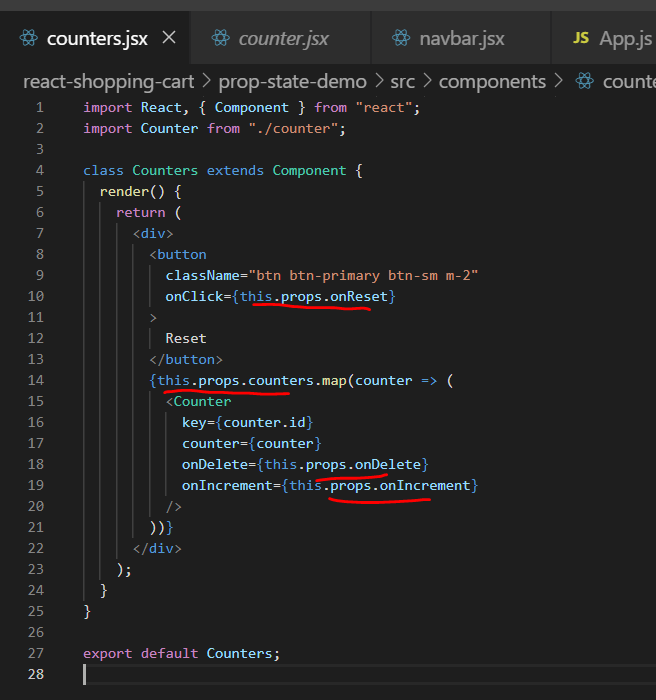 counters.jsx counter.jsx navbar.jsx JS App.js
react-shopping-cart > prop-state-demo > src > components > counte
1 import React, { Component } from "react";
2 import Counter from "./counter";
3
4 class Counters extends Component {
5 render() {
6 return (
7 <div>
8 <button
9 className="btn btn-primary btn-sm m-2"
10 onClick={this.props.onReset}
11 >
12 Reset
13 </button>
14 {this.props.counters.map(counter => (
15 <Counter
16 key={counter.id}
17 counter={counter}
18 onDelete={this.props.onDelete}
19 onIncrement={this.props.onIncrement}
20 />
21 ))}
22 </div>
23 );
24 }
25 }
26
27 export default Counters;
28